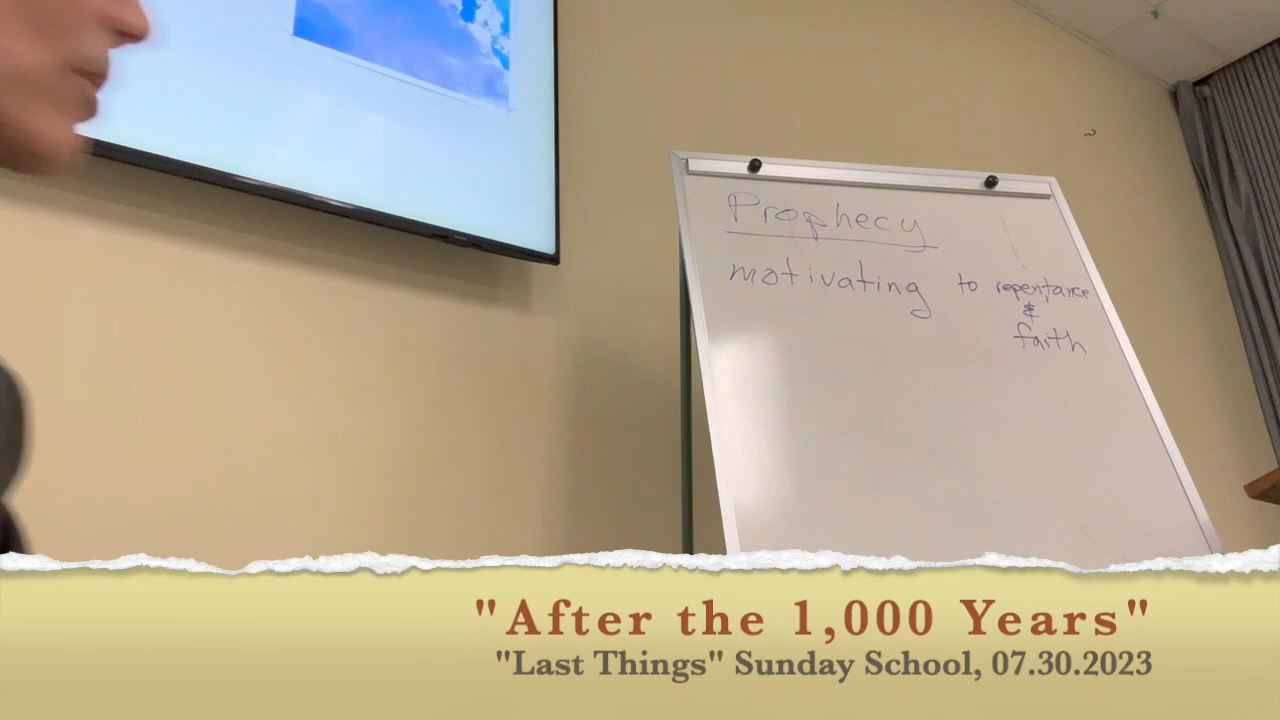 Prophecy
motivating to repentance
&
faith
"After the 1,000 Years"
"Last Things" Sunday School, 07.30.2023